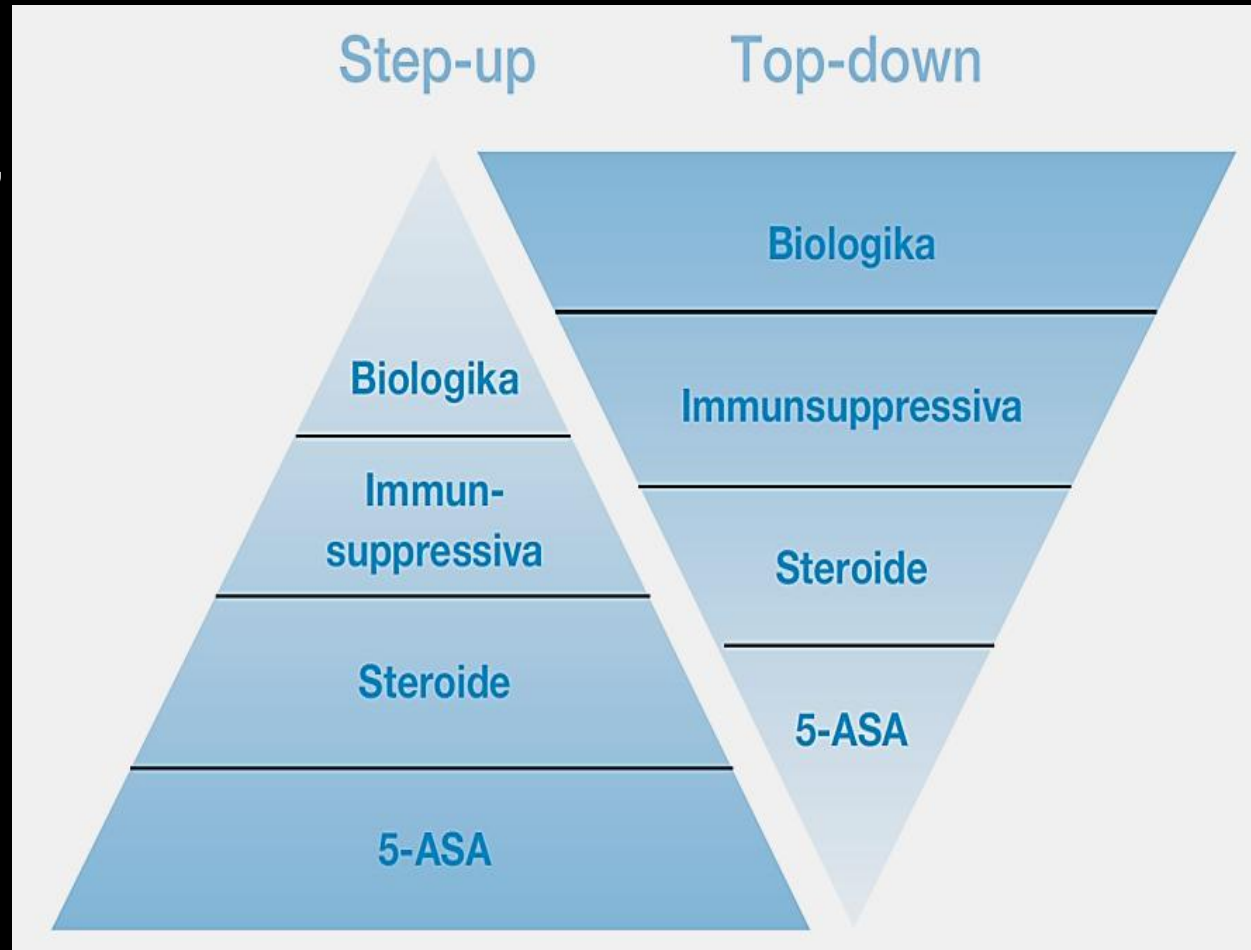 Step-up
Top-down
Biologika
Immun-
suppressiva
Steroide
5-ASA
Biologika
Immunsuppressiva
Steroide
5-ASA